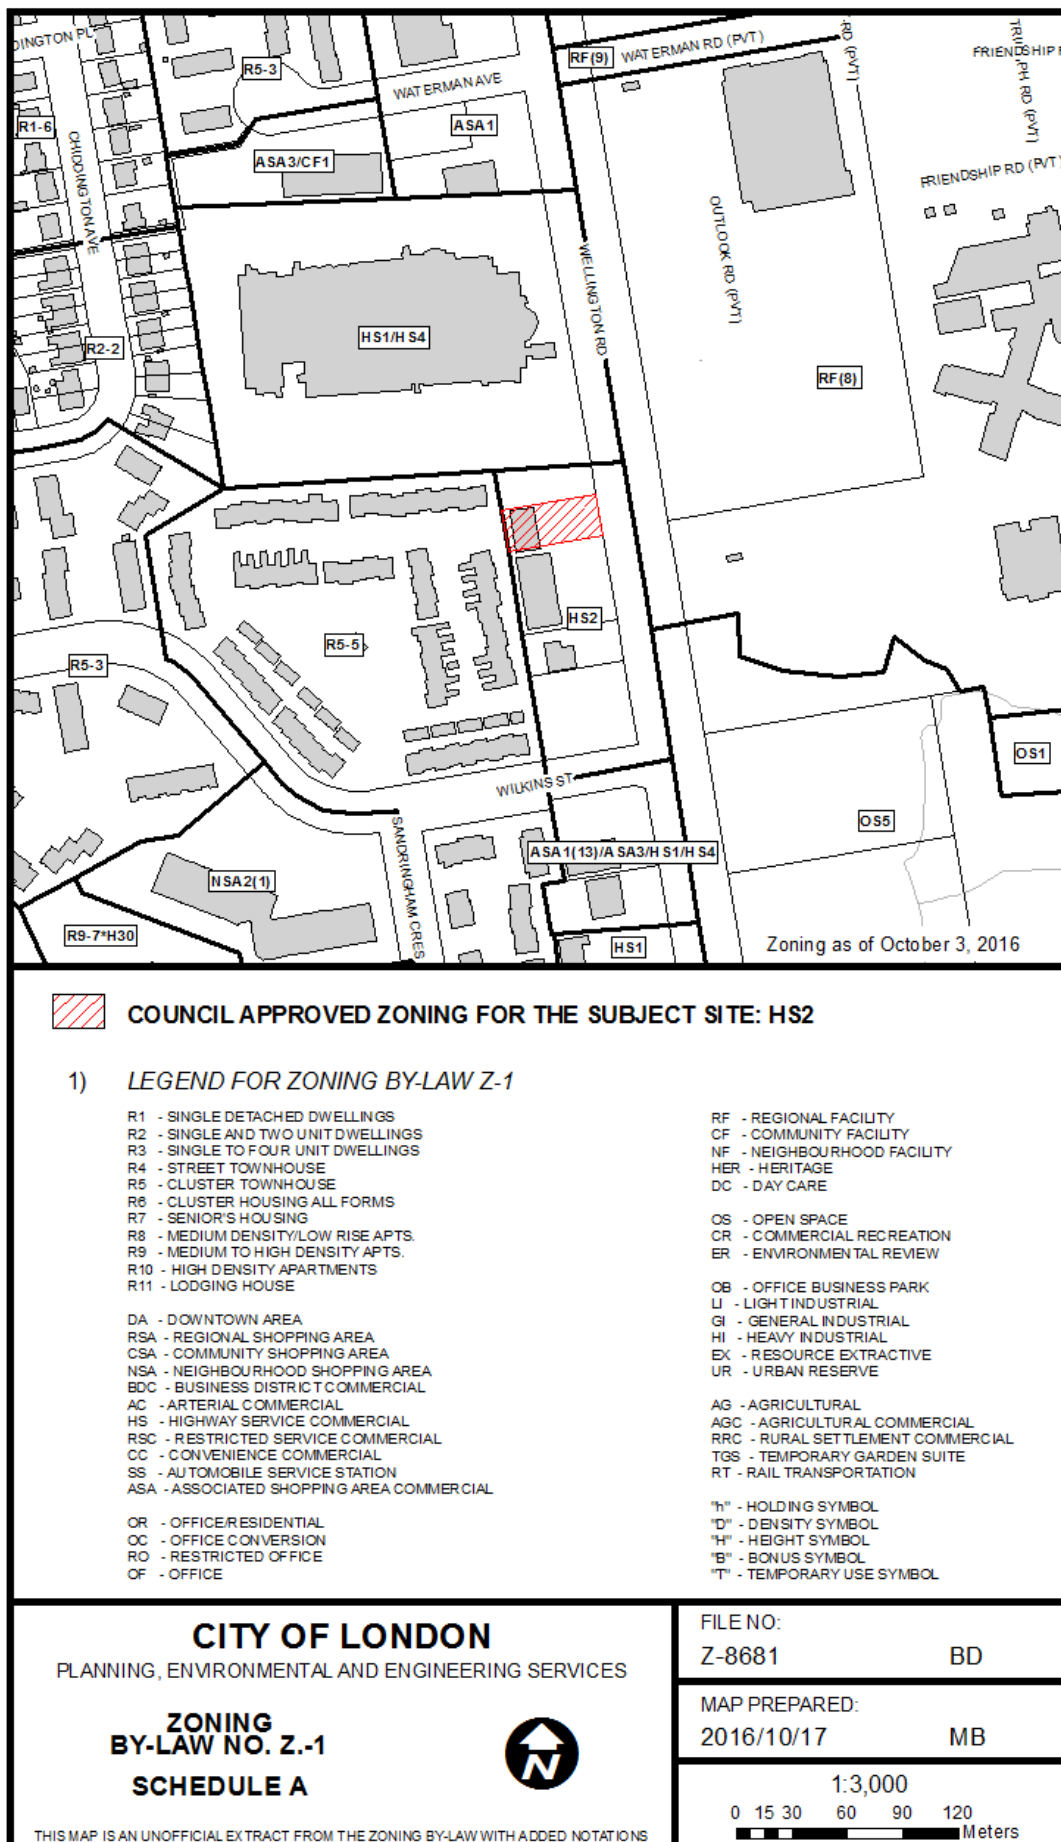 DINGTON PL
R5-3
RF(9)
WATERMAN RD (PVT)
RD (PVT)
TRIUMPH RD (PVT)
FRIENDSHIP R
WATERMAN AVE
R1-6
ASA1
CHIDDINGTON AVE
ASA3/CF1
FRIENDSHIP RD (PVT)
OUTLOOK RD (PVT)
WELLINGTON RD
HS1/HS4
R2-2
RF(8)
HS2
R5-5
R5-3
OS1
WILKINS ST
OS5
SANDRINGHAM CRES
ASA1(13)/ASA3/HS1/HS4
NSA2(1)
R9-7*H30
HS1
Zoning as of October 3, 2016
COUNCIL APPROVED ZONING FOR THE SUBJECT SITE: HS2
1) LEGEND FOR ZONING BY-LAW Z-1
R1 - SINGLE DETACHED DWELLINGS
R2 - SINGLE AND TWO UNIT DWELLINGS
R3 - SINGLE TO FOUR UNIT DWELLINGS
R4 - STREET TOWNHOUSE
R5 - CLUSTER TOWNHOUSE
R6 - CLUSTER HOUSING ALL FORMS
R7 - SENIOR'S HOUSING
R8 - MEDIUM DENSITY/LOW RISE APTS.
R9 - MEDIUM TO HIGH DENSITY APTS.
R10 - HIGH DENSITY APARTMENTS
R11 - LODGING HOUSE
DA - DOWNTOWN AREA
RSA - REGIONAL SHOPPING AREA
CSA - COMMUNITY SHOPPING AREA
NSA - NEIGHBOURHOOD SHOPPING AREA
BDC - BUSINESS DISTRICT COMMERCIAL
AC - ARTERIAL COMMERCIAL
HS - HIGHWAY SERVICE COMMERCIAL
RSC - RESTRICTED SERVICE COMMERCIAL
CC - CONVENIENCE COMMERCIAL
SS - AUTOMOBILE SERVICE STATION
ASA - ASSOCIATED SHOPPING AREA COMMERCIAL
OR - OFFICE/RESIDENTIAL
OC - OFFICE CONVERSION
RO - RESTRICTED OFFICE
OF - OFFICE
RF - REGIONAL FACILITY
CF - COMMUNITY FACILITY
NF - NEIGHBOURHOOD FACILITY
HER - HERITAGE
DC - DAY CARE
OS - OPEN SPACE
CR - COMMERCIAL RECREATION
ER - ENVIRONMENTAL REVIEW
OB - OFFICE BUSINESS PARK
LI - LIGHT INDUSTRIAL
GI - GENERAL INDUSTRIAL
HI - HEAVY INDUSTRIAL
EX - RESOURCE EXTRACTIVE
UR - URBAN RESERVE
AG - AGRICULTURAL
AGC - AGRICULTURAL COMMERCIAL
RRC - RURAL SETTLEMENT COMMERCIAL
TGS - TEMPORARY GARDEN SUITE
RT - RAIL TRANSPORTATION
"h" - HOLDING SYMBOL
"D" - DENSITY SYMBOL
"H" - HEIGHT SYMBOL
"B" - BONUS SYMBOL
"T" - TEMPORARY USE SYMBOL
CITY OF LONDON
PLANNING, ENVIRONMENTAL AND ENGINEERING SERVICES
ZONING
BY-LAW NO. Z.-1
SCHEDULE A
N
THIS MAP IS AN UNOFFICIAL EXTRACT FROM THE ZONING BY-LAW WITH ADDED NOTATIONS
FILE NO:
Z-8681 BD
MAP PREPARED:
2016/10/17 MB
1:3,000
0 15 30 60 90 120
Meters